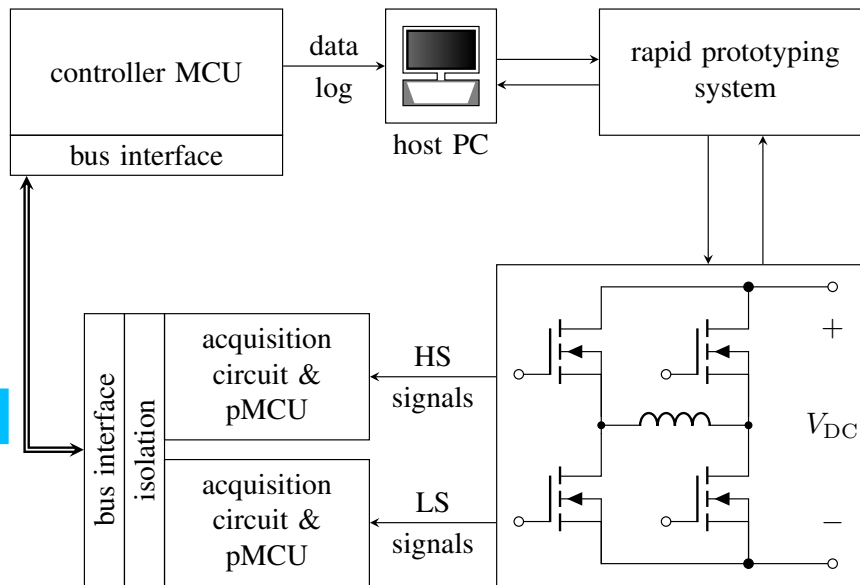 controller MCU
bus interface
data
log
host PC
rapid prototyping
system
bus interface
isolation
acquisition
circuit &
pMCU
HS
signals
acquisition
circuit &
pMCU
LS
signals
+
V_DC
−